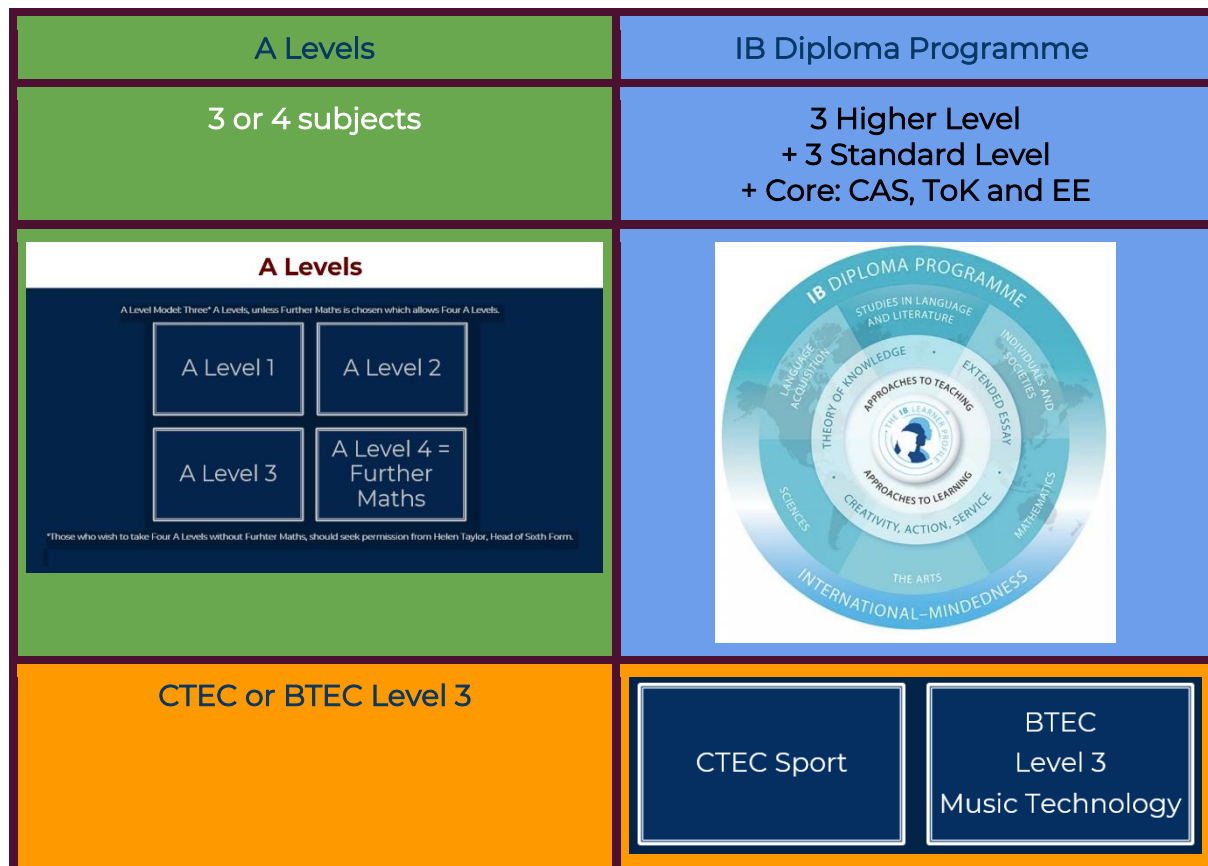 A Levels
IB Diploma Programme
3 or 4 subjects
3 Higher Level
+ 3 Standard Level
+ Core: CAS, ToK and EE
A Levels
A Level Model: Three* A Levels, unless Further Maths is chosen which allows Four A Levels.
A Level 1
A Level 2
A Level 3
A Level 4 =
Further
Maths
*Those who wish to take Four A Levels without Furhter Maths, should seek permission from Helen Taylor, Head of Sixth Form.
IB DIPLOMA PROGRAMME
STUDIES IN LANGUAGE
AND LITERATURE
LANGUAGE
ACQUISITION
INDIVIDUALS AND
SOCIETIES
THEORY OF KNOWLEDGE
EXTENDED ESSAY
APPROACHES TO TEACHING
THE IB LEARNER PROFILE
APPROACHES TO LEARNING
CREATIVITY, ACTION, SERVICE
SCIENCES
MATHEMATICS
THE ARTS
INTERNATIONAL-MINDEDNESS
CTEC or BTEC Level 3
CTEC Sport
BTEC
Level 3
Music Technology